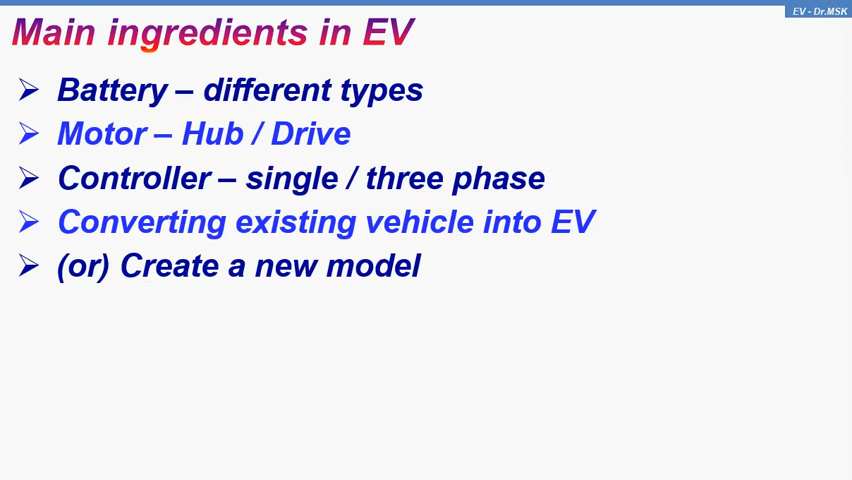 EV - Dr.MSK
Main ingredients in EV
➢ Battery – different types
➢ Motor – Hub / Drive
➢ Controller – single / three phase
➢ Converting existing vehicle into EV
➢ (or) Create a new model